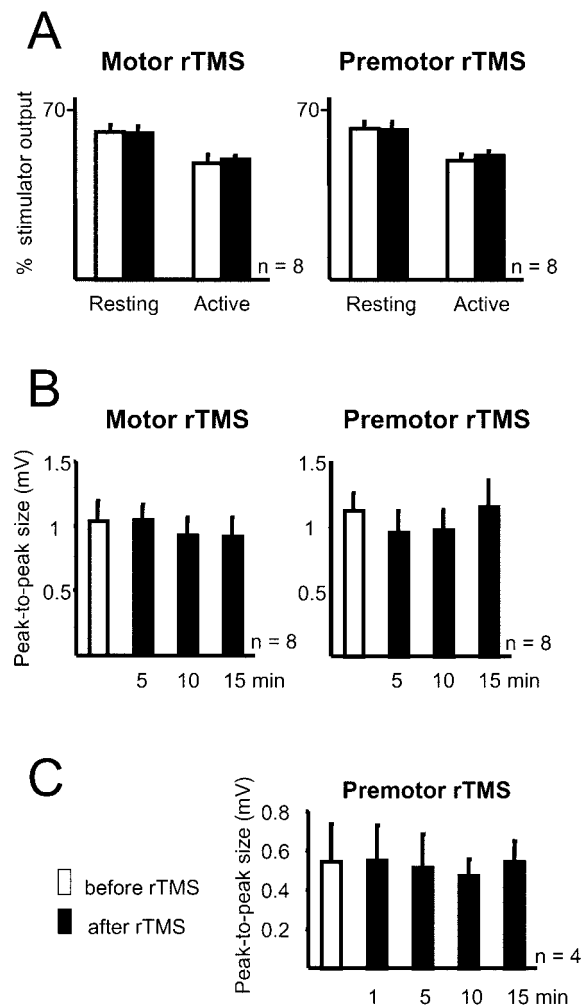 A
Motor rTMS
Premotor rTMS
% stimulator output
70
70
n = 8
n = 8
Resting
Active
Resting
Active
B
Motor rTMS
Premotor rTMS
Peak-to-peak size (mV)
1.5
1
0.5
1.5
1
0.5
n = 8
n = 8
5 10 15 min
5 10 15 min
C
Premotor rTMS
Peak-to-peak size (mV)
0.8
0.6
0.4
0.2
before rTMS
after rTMS
n = 4
1 5 10 15 min